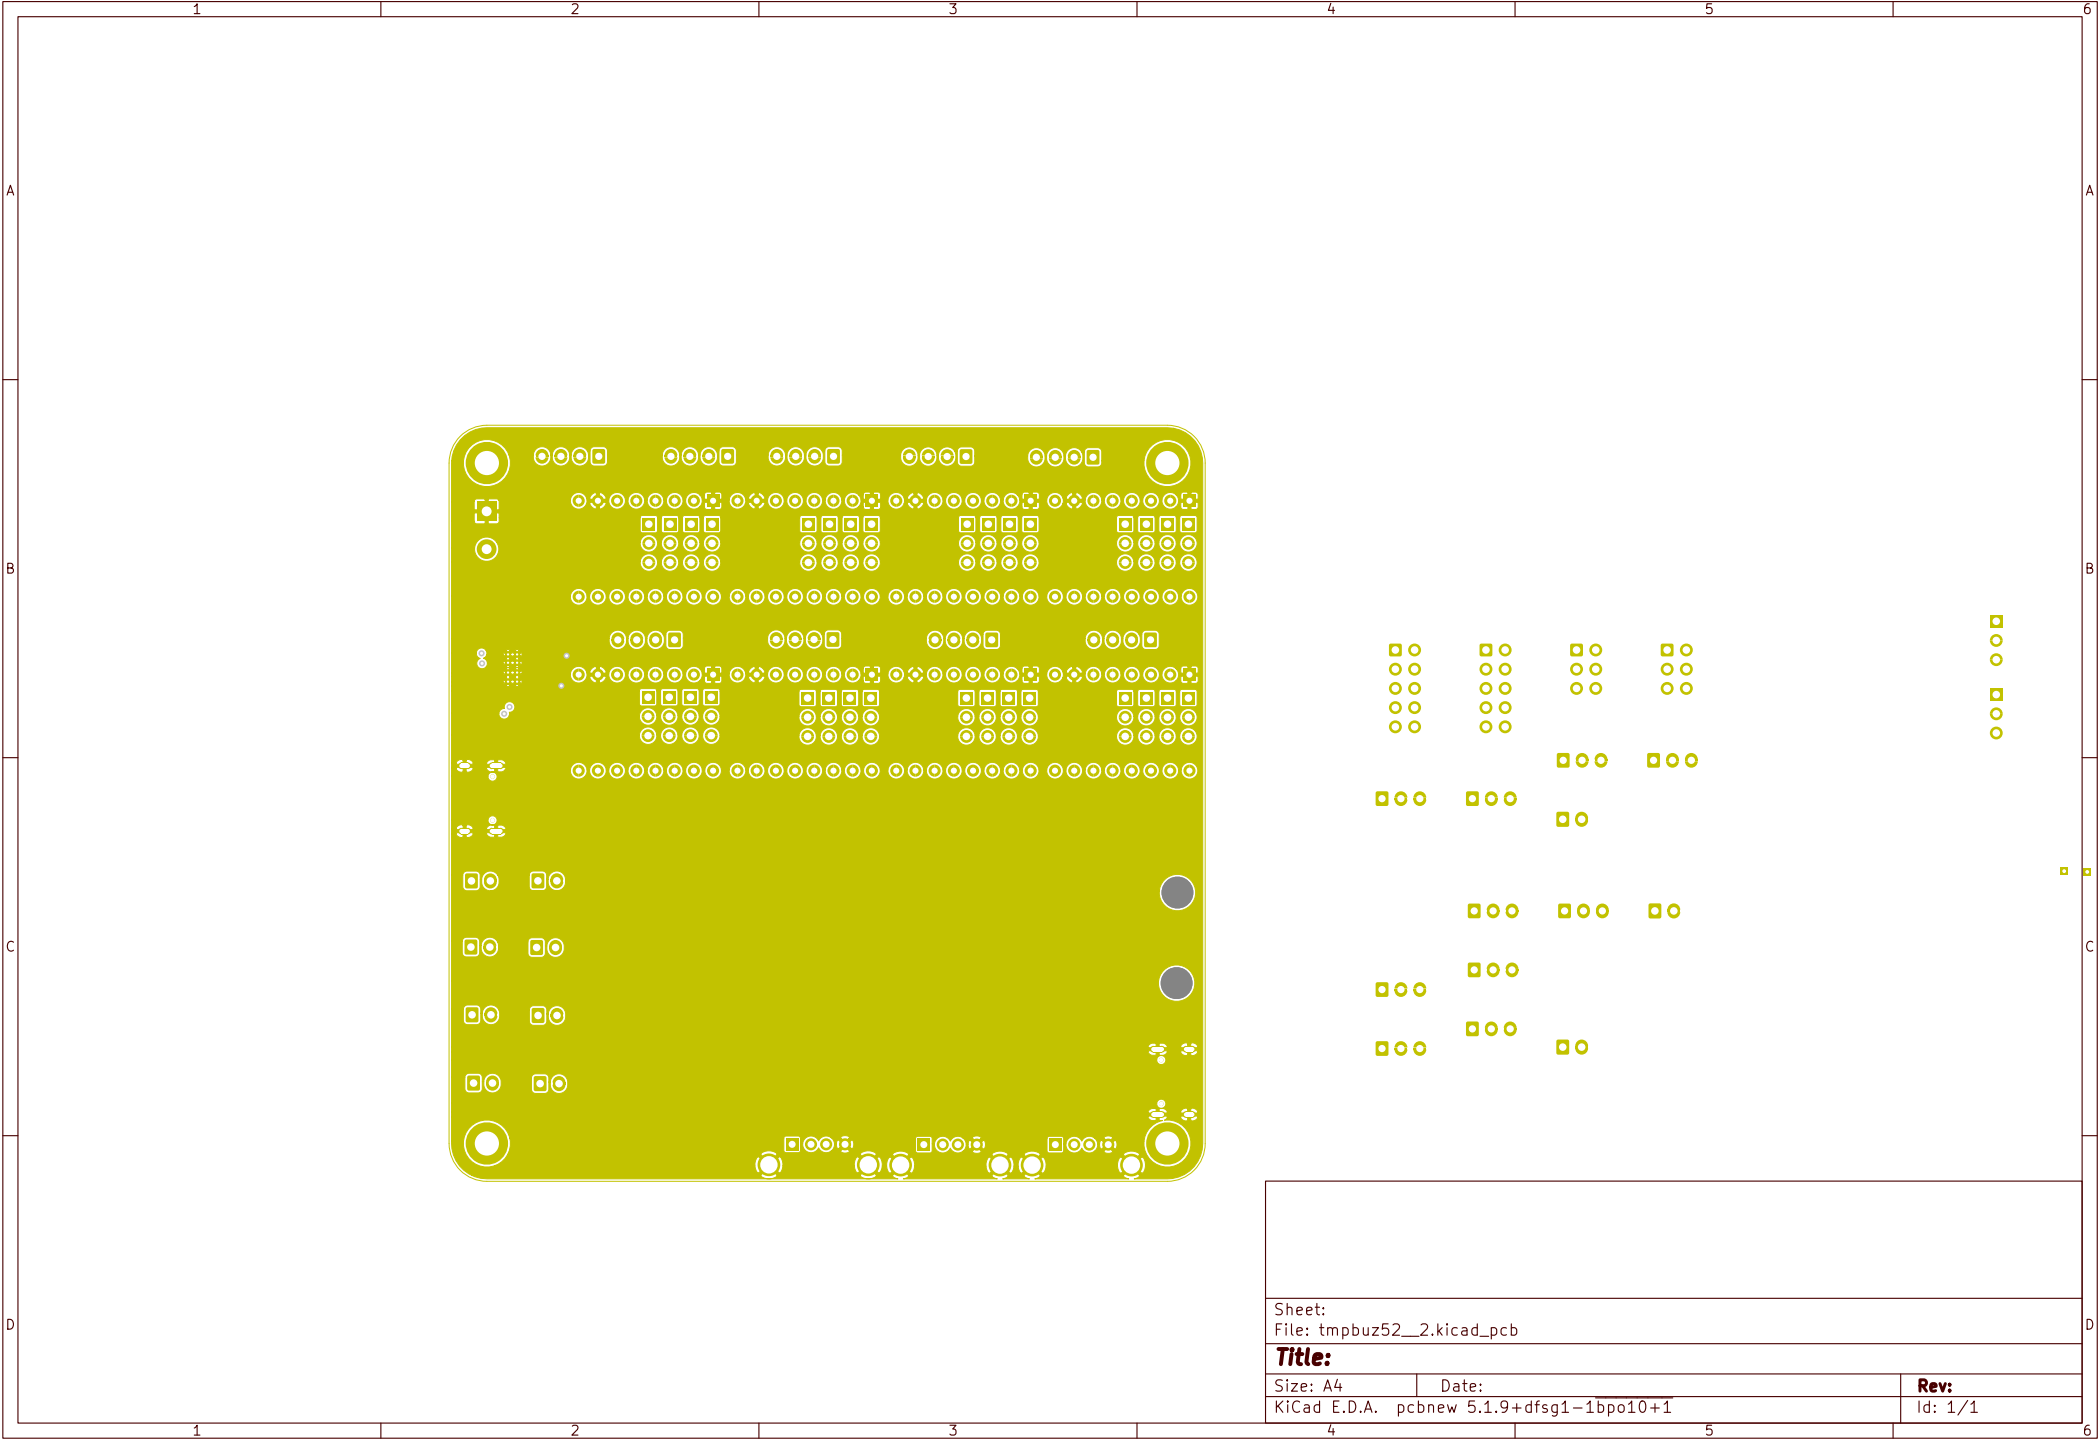 1 2 3 4 5 6
A A
B B
C C
D D
Sheet:
File: tmpbuz52__2.kicad_pcb
Title:
Size: A4 Date: Rev:
KiCad E.D.A. pcbnew 5.1.9+dfsg1-1bpo10+1 Id: 1/1
1 2 3 4 5 6